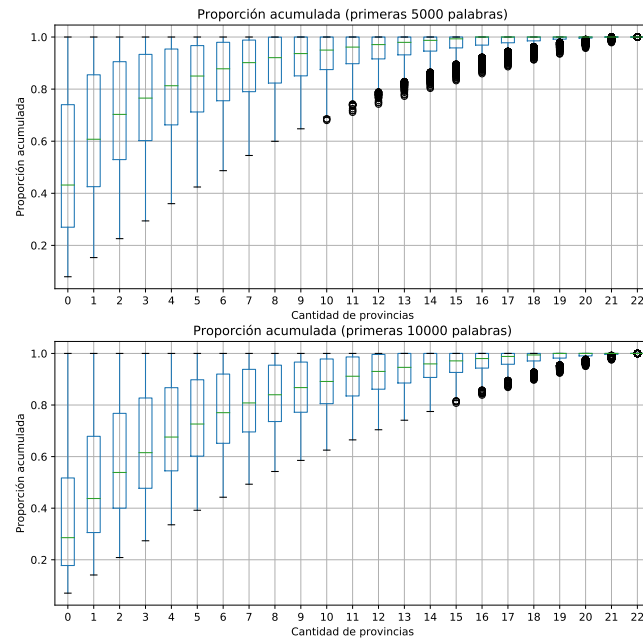 Proporción acumulada (primeras 5000 palabras)
Proporción acumulada
1.0
0.8
0.6
0.4
0.2
0 1 2 3 4 5 6 7 8 9 10 11 12 13 14 15 16 17 18 19 20 21 22
Cantidad de provincias
Proporción acumulada (primeras 10000 palabras)
Proporción acumulada
1.0
0.8
0.6
0.4
0.2
0 1 2 3 4 5 6 7 8 9 10 11 12 13 14 15 16 17 18 19 20 21 22
Cantidad de provincias